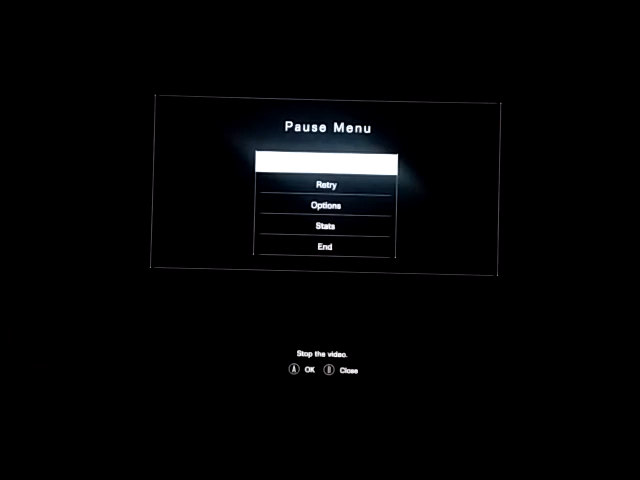 Pause Menu
Retry
Options
Stats
End
Stop the video.
A OK B Close